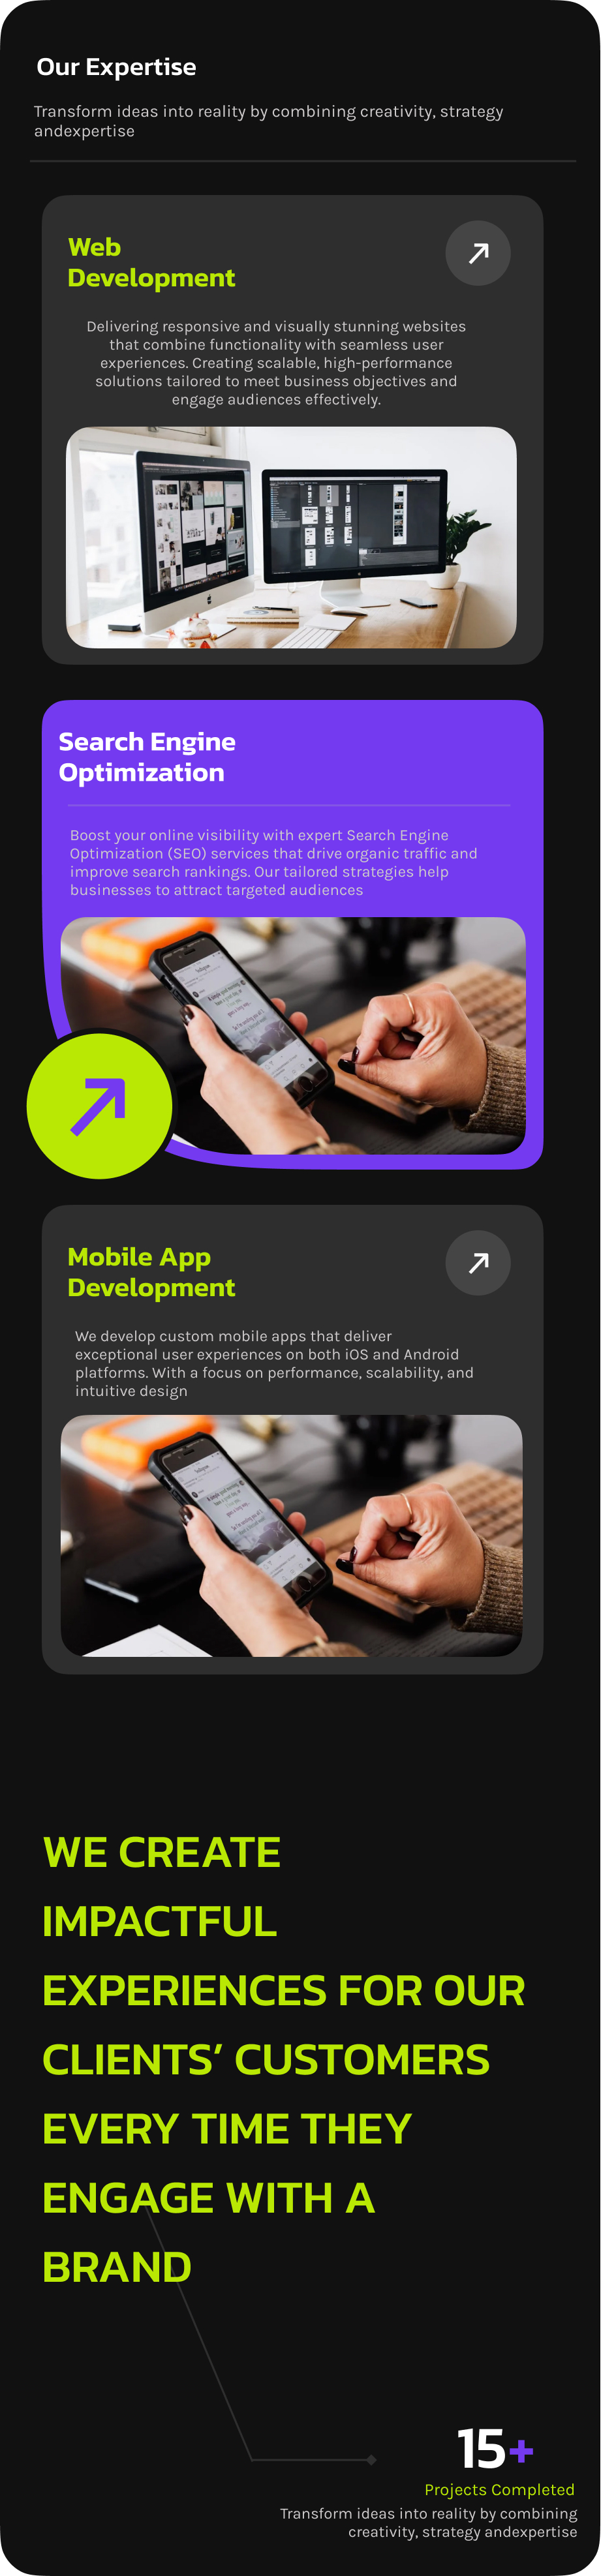 Our Expertise
Transform ideas into reality by combining creativity, strategy
andexpertise
Web
Development
Delivering responsive and visually stunning websites
that combine functionality with seamless user
experiences. Creating scalable, high-performance
solutions tailored to meet business objectives and
engage audiences effectively.
Search Engine
Optimization
Boost your online visibility with expert Search Engine
Optimization (SEO) services that drive organic traffic and
improve search rankings. Our tailored strategies help
businesses to attract targeted audiences
Mobile App
Development
We develop custom mobile apps that deliver
exceptional user experiences on both iOS and Android
platforms. With a focus on performance, scalability, and
intuitive design
WE CREATE
IMPACTFUL
EXPERIENCES FOR OUR
CLIENTS’ CUSTOMERS
EVERY TIME THEY
ENGAGE WITH A
BRAND
15+
Projects Completed
Transform ideas into reality by combining
creativity, strategy andexpertise